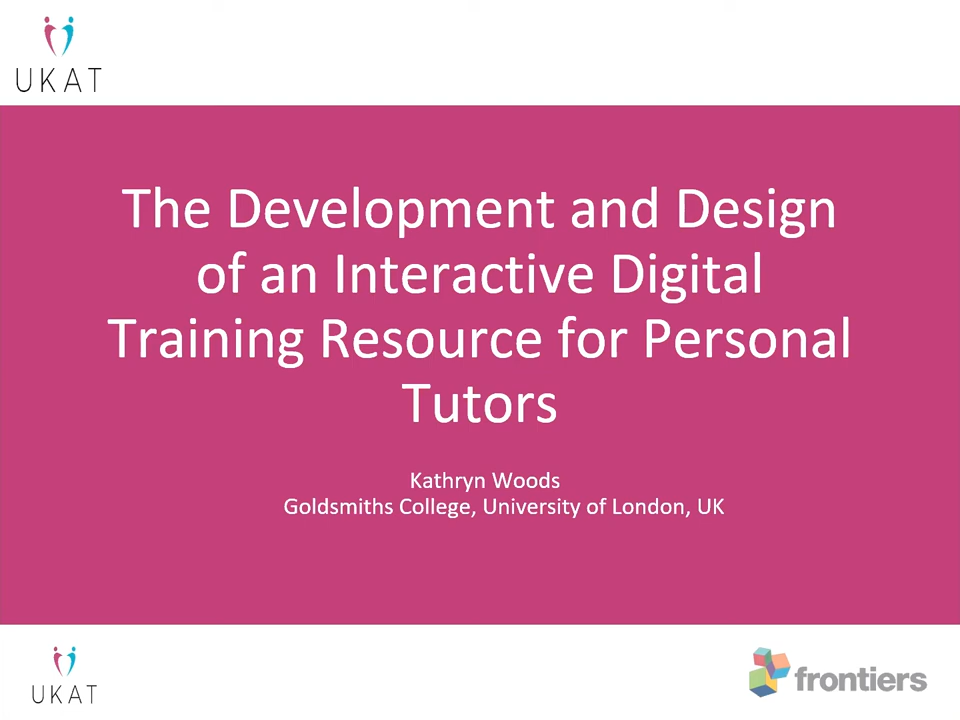 UKAT
The Development and Design
of an Interactive Digital
Training Resource for Personal
Tutors
Kathryn Woods
Goldsmiths College, University of London, UK
UKAT
frontiers